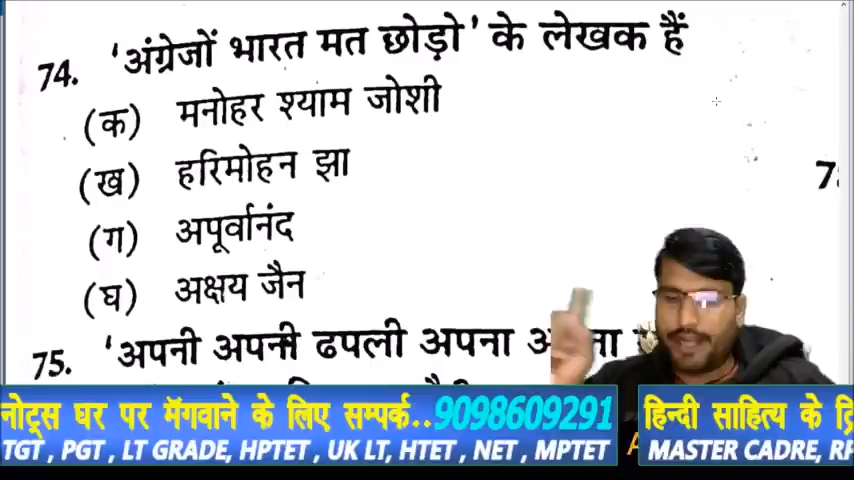 74. 'अंग्रेजों भारत मत छोड़ो' के लेखक हैं
(क) मनोहर श्याम जोशी
(ख) हरिमोहन झा
(ग) अपूर्वानंद
(घ) अक्षय जैन
75. 'अपनी अपनी ढपली अपना
नोट्स घर पर मॅगवाने के लिए सम्पर्क..9098609291
हिन्दी साहित्य के
TGT , PGT , LT GRADE, HPTET , UK LT, HTET , NET , MPTET
MASTER CADRE,